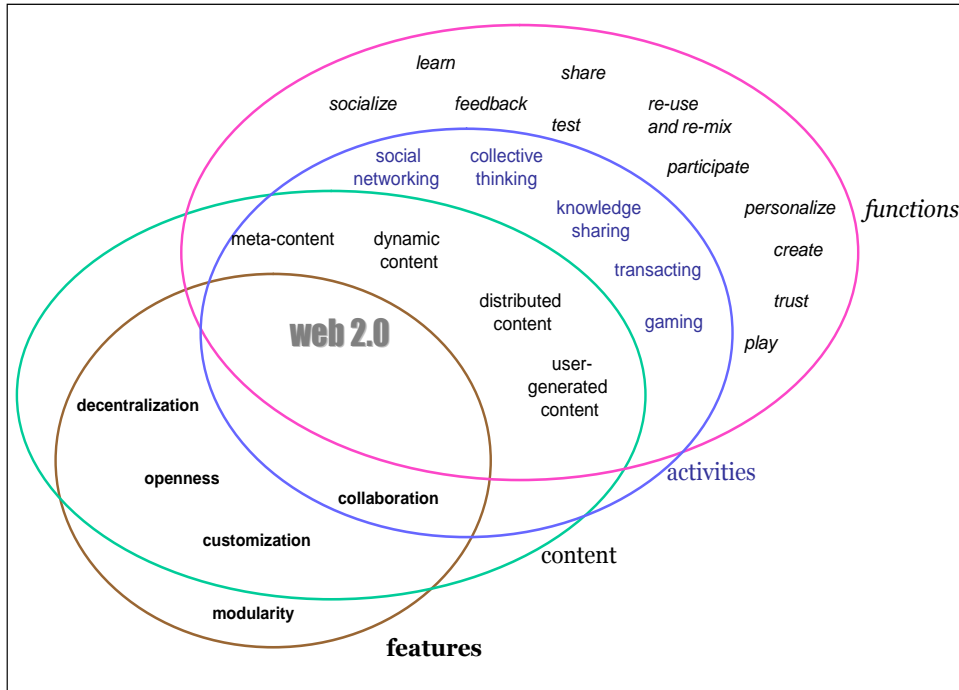 learn
share
socialize
feedback
re-use
and re-mix
test
social
networking
collective
thinking
participate
knowledge
sharing
personalize
functions
meta-content
dynamic
content
create
transacting
distributed
content
trust
gaming
web 2.0
play
user-
generated
content
decentralization
activities
openness
collaboration
customization
content
modularity
features